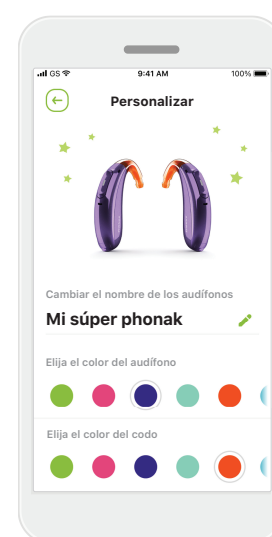 GS 9:41 AM 100%
Personalizar
Cambiar el nombre de los audífonos
Mi súper phonak
Elija el color del audífono
Elija el color del codo